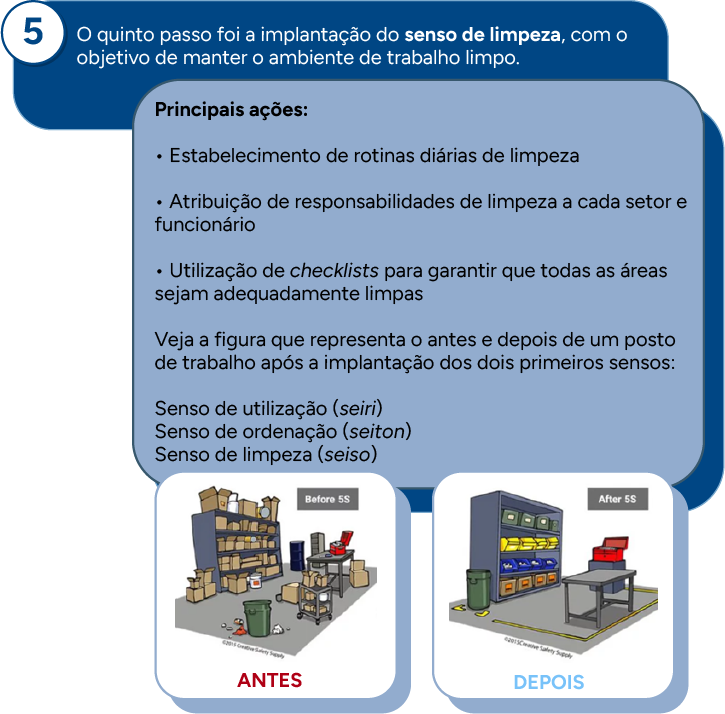 5
O quinto passo foi a implantação do senso de limpeza, com o
objetivo de manter o ambiente de trabalho limpo.
Principais ações:
• Estabelecimento de rotinas diárias de limpeza
• Atribuição de responsabilidades de limpeza a cada setor e
funcionário
• Utilização de checklists para garantir que todas as áreas
sejam adequadamente limpas
Veja a figura que representa o antes e depois de um posto
de trabalho após a implantação dos dois primeiros sensos:
Senso de utilização (seiri)
Senso de ordenação (seiton)
Senso de limpeza (seiso)
Before 5S
©2015 Creative Safety Supply
ANTES
After 5S
©2015Creative Safety Supply
DEPOIS